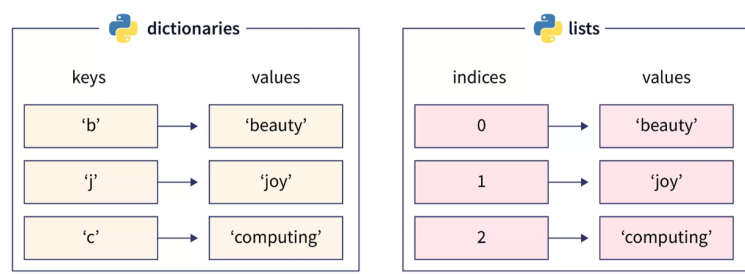 dictionaries
keys values
‘b’ ‘beauty’
‘j’ ‘joy’
‘c’ ‘computing’
lists
indices values
0 ‘beauty’
1 ‘joy’
2 ‘computing’